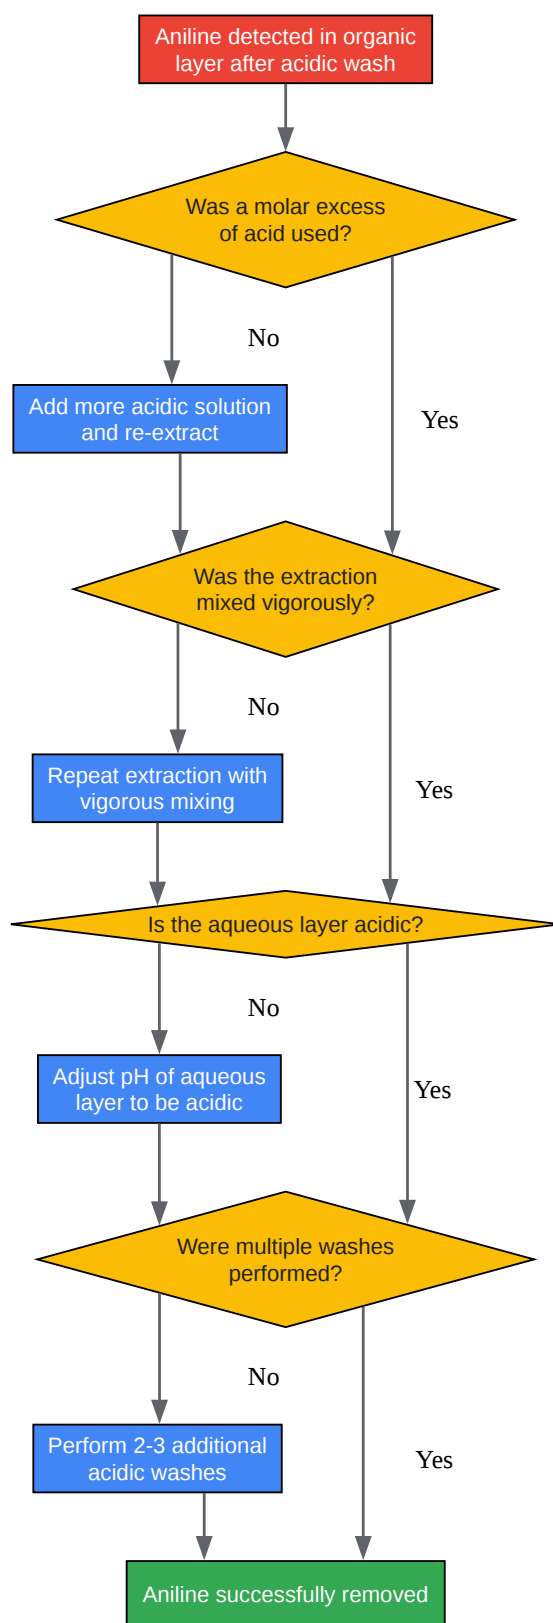 Aniline detected in organic
layer after acidic wash
Was a molar excess
of acid used?
No
Add more acidic solution
and re-extract
Yes
Was the extraction
mixed vigorously?
No
Repeat extraction with
vigorous mixing
Yes
Is the aqueous layer acidic?
No
Adjust pH of aqueous
layer to be acidic
Yes
Were multiple washes
performed?
No
Perform 2-3 additional
acidic washes
Yes
Aniline successfully removed